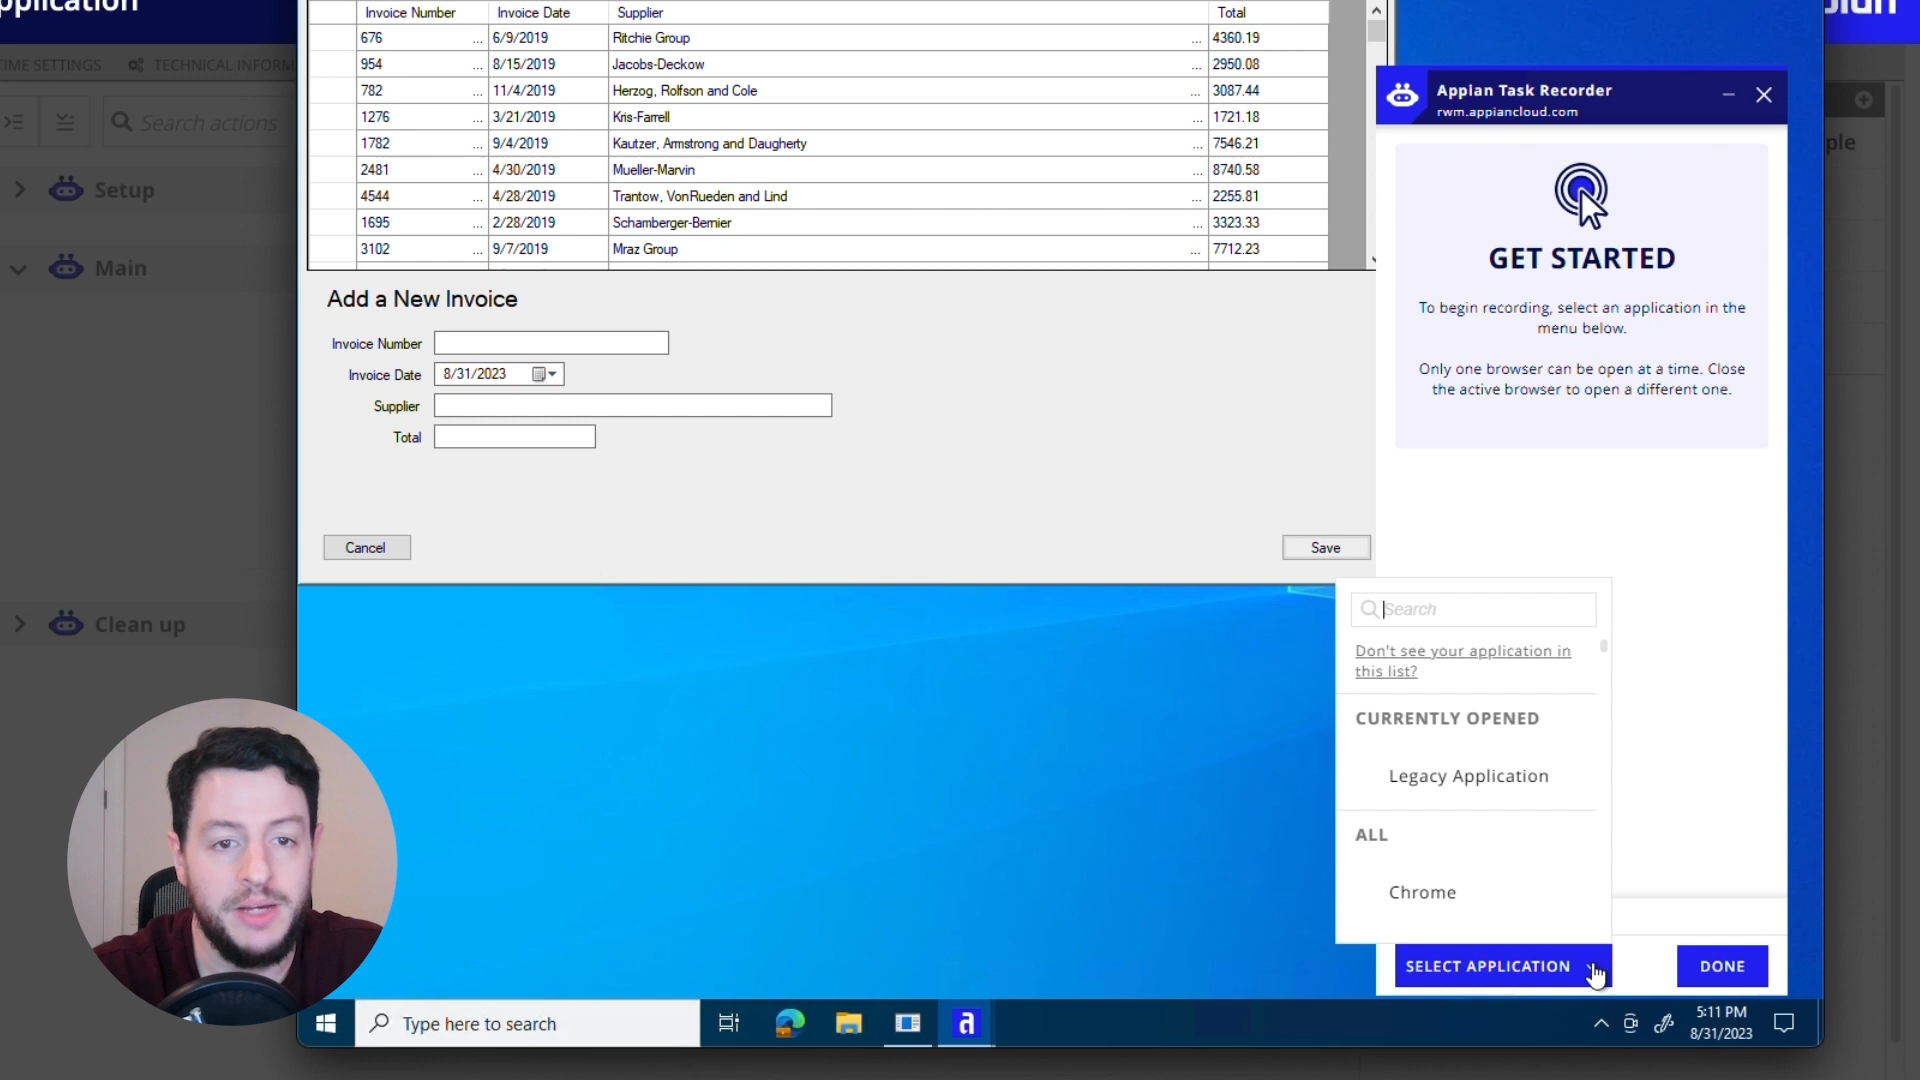 pplication
TIME SETTINGS
TECHNICAL INFORM
Search actions
Setup
Main
Clean up
Invoice Number Invoice Date Supplier Total
676 ... 6/9/2019 Ritchie Group ... 4360.19
954 ... 8/15/2019 Jacobs-Deckow ... 2950.08
782 ... 11/4/2019 Herzog, Rolfson and Cole ... 3087.44
1276 ... 3/21/2019 Kris-Farrell ... 1721.18
1782 ... 9/4/2019 Kautzer, Armstrong and Daugherty ... 7546.21
2481 ... 4/30/2019 Mueller-Marvin ... 8740.58
4544 ... 4/28/2019 Trantow, VonRueden and Lind ... 2255.81
1695 ... 2/28/2019 Schamberger-Bernier ... 3323.33
3102 ... 9/7/2019 Mraz Group ... 7712.23
Add a New Invoice
Invoice Number
Invoice Date 8/31/2023
Supplier
Total
Cancel Save
Appian Task Recorder
rwm.appiancloud.com
GET STARTED
To begin recording, select an application in the
menu below.
Only one browser can be open at a time. Close
the active browser to open a different one.
Search
Don't see your application in
this list?
CURRENTLY OPENED
Legacy Application
ALL
Chrome
SELECT APPLICATION DONE
ple
Type here to search
a
5:11 PM
8/31/2023